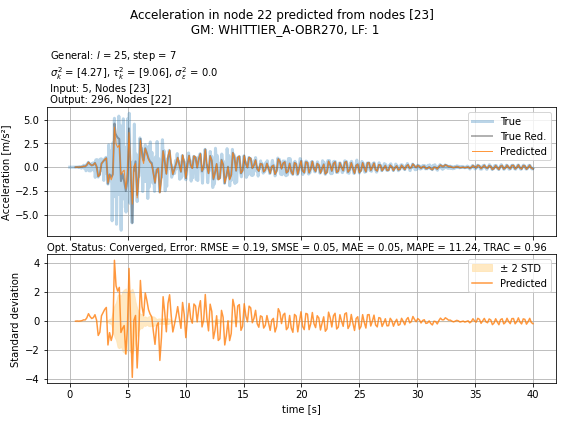 Acceleration in node 22 predicted from nodes [23]
GM: WHITTIER_A-OBR270, LF: 1
General: l = 25, step = 7
σ²ₖ = [4.27], τ²ₖ = [9.06], σ²ε = 0.0
Input: 5, Nodes [23]
Output: 296, Nodes [22]
Acceleration [m/s²]
5.0
2.5
0.0
−2.5
−5.0
True
True Red.
Predicted
Opt. Status: Converged, Error: RMSE = 0.19, SMSE = 0.05, MAE = 0.05, MAPE = 11.24, TRAC = 0.96
Standard deviation
4
2
0
−2
−4
± 2 STD
Predicted
0 5 10 15 20 25 30 35 40
time [s]